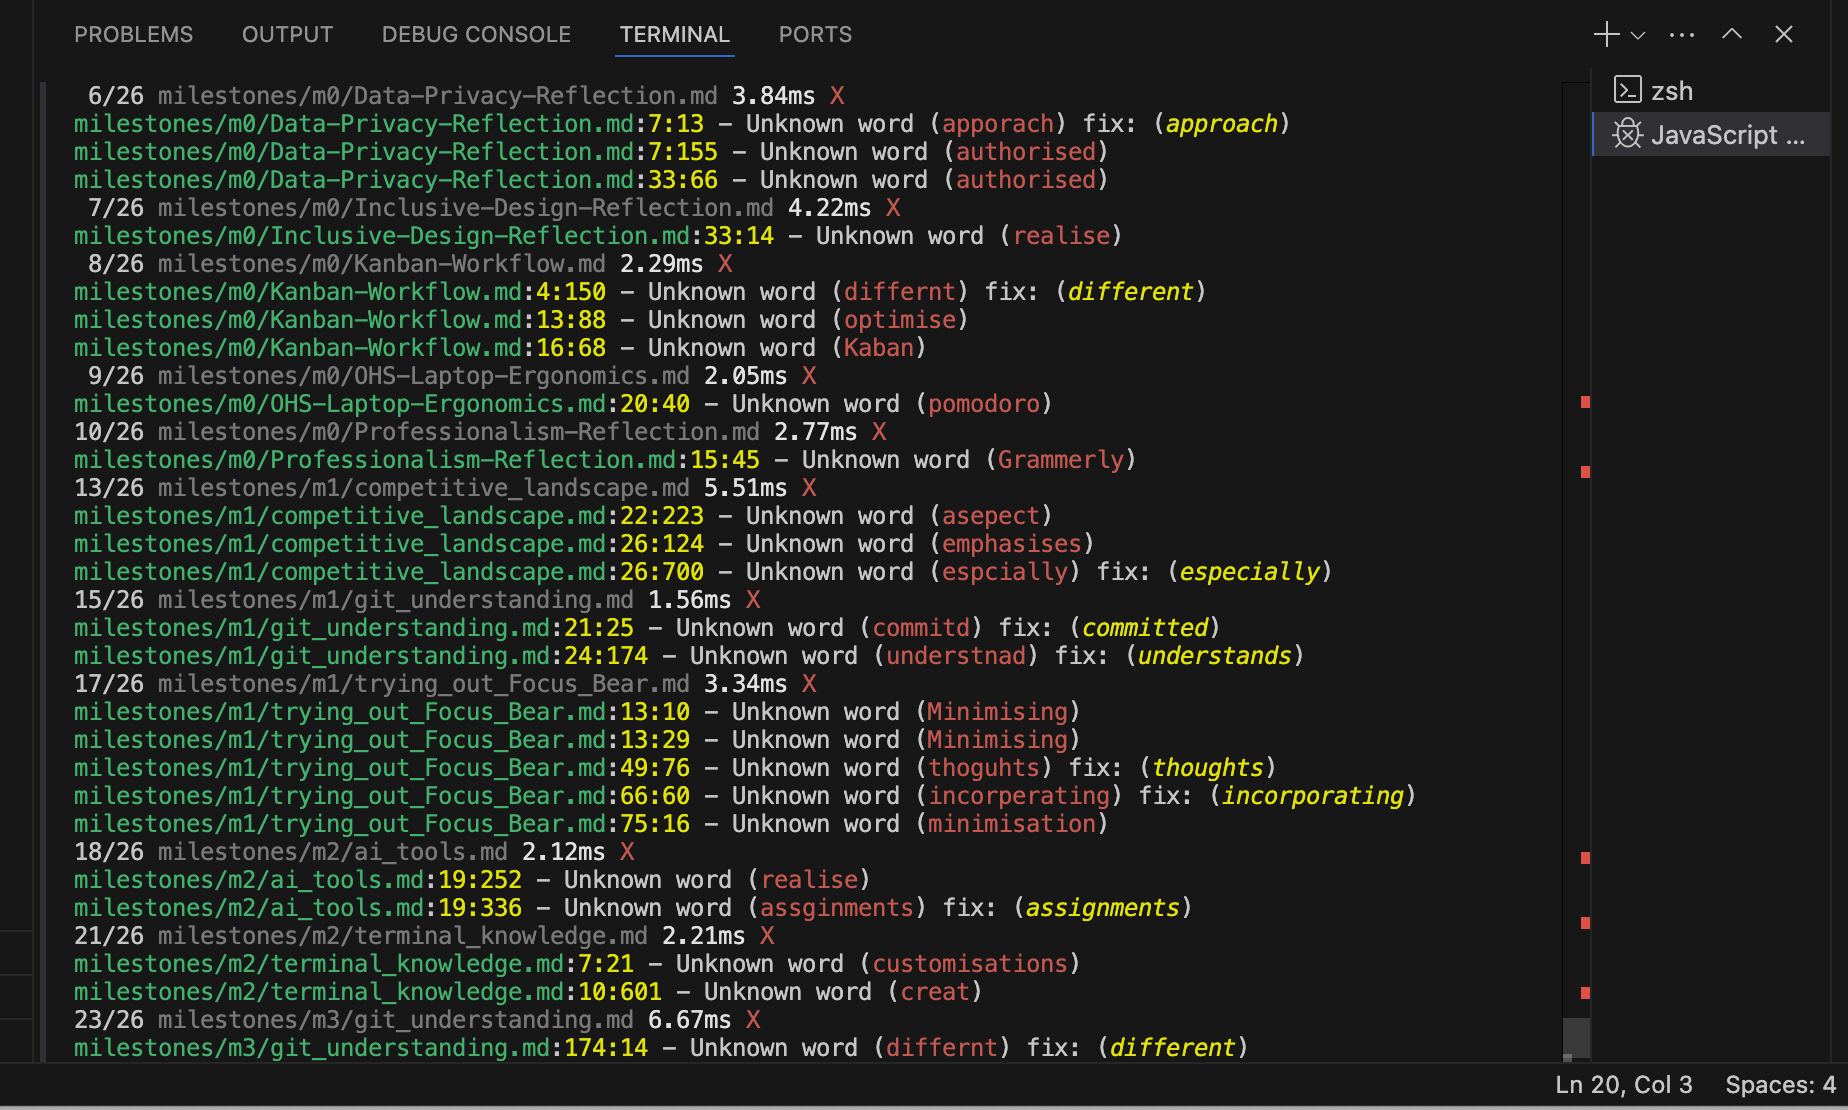 PROBLEMS OUTPUT DEBUG CONSOLE TERMINAL PORTS
6/26 milestones/m0/Data-Privacy-Reflection.md 3.84ms X
milestones/m0/Data-Privacy-Reflection.md:7:13 - Unknown word (apporach) fix: (approach)
milestones/m0/Data-Privacy-Reflection.md:7:155 - Unknown word (authorised)
milestones/m0/Data-Privacy-Reflection.md:33:66 - Unknown word (authorised)
7/26 milestones/m0/Inclusive-Design-Reflection.md 4.22ms X
milestones/m0/Inclusive-Design-Reflection.md:33:14 - Unknown word (realise)
8/26 milestones/m0/Kanban-Workflow.md 2.29ms X
milestones/m0/Kanban-Workflow.md:4:150 - Unknown word (differnt) fix: (different)
milestones/m0/Kanban-Workflow.md:13:88 - Unknown word (optimise)
milestones/m0/Kanban-Workflow.md:16:68 - Unknown word (Kaban)
9/26 milestones/m0/OHS-Laptop-Ergonomics.md 2.05ms X
milestones/m0/OHS-Laptop-Ergonomics.md:20:40 - Unknown word (pomodoro)
10/26 milestones/m0/Professionalism-Reflection.md 2.77ms X
milestones/m0/Professionalism-Reflection.md:15:45 - Unknown word (Grammerly)
13/26 milestones/m1/competitive_landscape.md 5.51ms X
milestones/m1/competitive_landscape.md:22:223 - Unknown word (asepect)
milestones/m1/competitive_landscape.md:26:124 - Unknown word (emphasises)
milestones/m1/competitive_landscape.md:26:700 - Unknown word (espcially) fix: (especially)
15/26 milestones/m1/git_understanding.md 1.56ms X
milestones/m1/git_understanding.md:21:25 - Unknown word (commitd) fix: (committed)
milestones/m1/git_understanding.md:24:174 - Unknown word (understnad) fix: (understands)
17/26 milestones/m1/trying_out_Focus_Bear.md 3.34ms X
milestones/m1/trying_out_Focus_Bear.md:13:10 - Unknown word (Minimising)
milestones/m1/trying_out_Focus_Bear.md:13:29 - Unknown word (Minimising)
milestones/m1/trying_out_Focus_Bear.md:49:76 - Unknown word (thoguhts) fix: (thoughts)
milestones/m1/trying_out_Focus_Bear.md:66:60 - Unknown word (incorperating) fix: (incorporating)
milestones/m1/trying_out_Focus_Bear.md:75:16 - Unknown word (minimisation)
18/26 milestones/m2/ai_tools.md 2.12ms X
milestones/m2/ai_tools.md:19:252 - Unknown word (realise)
milestones/m2/ai_tools.md:19:336 - Unknown word (assginments) fix: (assignments)
21/26 milestones/m2/terminal_knowledge.md 2.21ms X
milestones/m2/terminal_knowledge.md:7:21 - Unknown word (customisations)
milestones/m2/terminal_knowledge.md:10:601 - Unknown word (creat)
23/26 milestones/m3/git_understanding.md 6.67ms X
milestones/m3/git_understanding.md:174:14 - Unknown word (differnt) fix: (different)
zsh
JavaScript ...
Ln 20, Col 3 Spaces: 4